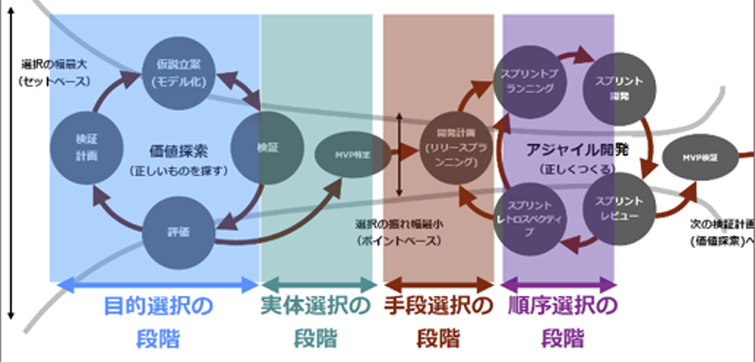 選択の幅最大
(セットベース)
仮説立案
(モデル化)
検証
計画
価値探索
(正しいものを探す)
検証
評価
MVP特定
開発計画
(リリースプ
ランニング)
選択の振れ幅最小
(ポイントベース)
スプリントプ
ランニング
スプリント
開発
アジャイル開発
(正しくつくる)
スプリント
レトロスペクティ
ブ
スプリント
レビュー
MVP検証
次の検証計画
(価値探索)へ
目的選択の
段階
実体選択の
段階
手段選択の
段階
順序選択の
段階